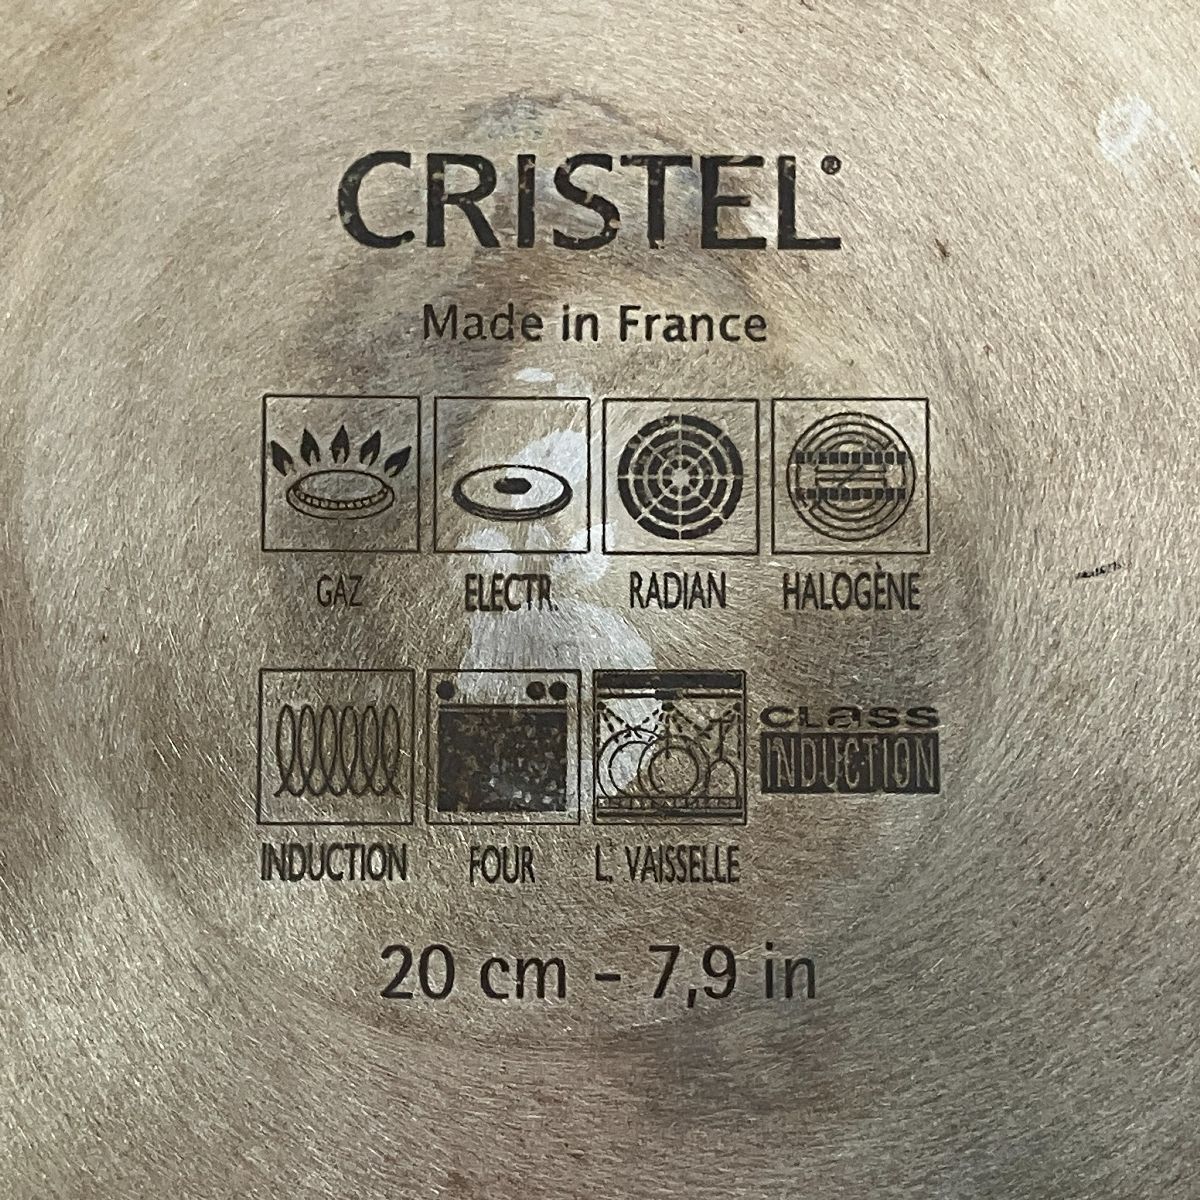 CRISTEL®
Made in France
GAZ ELECTR. RADIAN HALOGÈNE
CLASS
INDUCTION
INDUCTION FOUR L. VAISSELLE
20 cm - 7,9 in